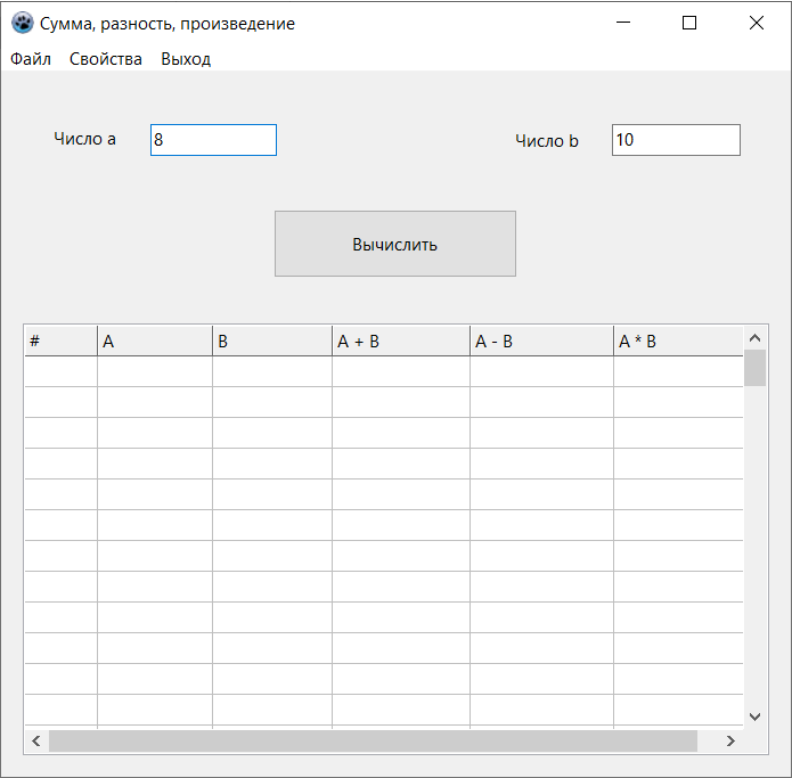 Сумма, разность, произведение
Файл Свойства Выход
Число a 8 Число b 10
Вычислить
# A B A + B A - B A * B